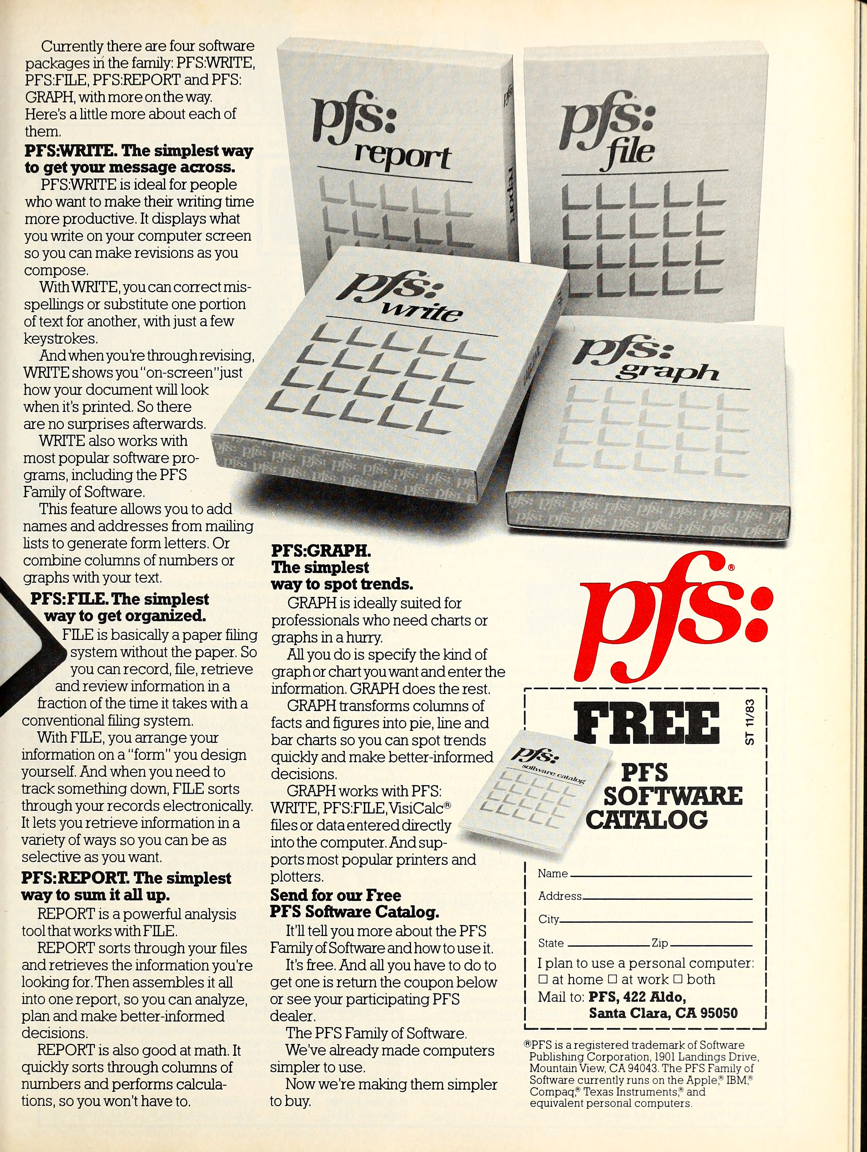 Currently there are four software
packages in the family: PFS:WRITE,
PFS:FILE, PFS:REPORT and PFS:
GRAPH, with more on the way.
Here's a little more about each of
them.
PFS:WRITE. The simplest way
to get your message across.
PFS:WRITE is ideal for people
who want to make their writing time
more productive. It displays what
you write on your computer screen
so you can make revisions as you
compose.
With WRITE, you can correct mis-
spellings or substitute one portion
of text for another, with just a few
keystrokes.
And when you're through revising,
WRITE shows you "on-screen" just
how your document will look
when it's printed. So there
are no surprises afterwards.
WRITE also works with
most popular software pro-
grams, including the PFS
Family of Software.
This feature allows you to add
names and addresses from mailing
lists to generate form letters. Or
combine columns of numbers or
graphs with your text.
PFS:FILE. The simplest
way to get organized.
FILE is basically a paper filing
system without the paper. So
you can record, file, retrieve
and review information in a
fraction of the time it takes with a
conventional filing system.
With FILE, you arrange your
information on a "form" you design
yourself. And when you need to
track something down, FILE sorts
through your records electronically.
It lets you retrieve information in a
variety of ways so you can be as
selective as you want.
PFS:REPORT. The simplest
way to sum it all up.
REPORT is a powerful analysis
tool that works with FILE.
REPORT sorts through your files
and retrieves the information you're
looking for. Then assembles it all
into one report, so you can analyze,
plan and make better-informed
decisions.
REPORT is also good at math. It
quickly sorts through columns of
numbers and performs calcula-
tions, so you won't have to.
pfs:
report
pfs:
report
pfs:
file
pfs:
write
pfs: pfs: pfs: pfs: pfs: pfs:
pfs:
graph
pfs: pfs: pfs: pfs: pfs: pfs:
PFS:GRAPH.
The simplest
way to spot trends.
GRAPH is ideally suited for
professionals who need charts or
graphs in a hurry.
All you do is specify the kind of
graph or chart you want and enter the
information. GRAPH does the rest.
GRAPH transforms columns of
facts and figures into pie, line and
bar charts so you can spot trends
quickly and make better-informed
decisions.
GRAPH works with PFS:
WRITE, PFS:FILE, VisiCalc®
files or data entered directly
into the computer. And sup-
ports most popular printers and
plotters.
Send for our Free
PFS Software Catalog.
It'll tell you more about the PFS
Family of Software and how to use it.
It's free. And all you have to do to
get one is return the coupon below
or see your participating PFS
dealer.
The PFS Family of Software.
We've already made computers
simpler to use.
Now we're making them simpler
to buy.
pfs:®
FREE
ST 11/83
pfs:
software catalog
PFS
SOFTWARE
CATALOG
Name
Address
City
State Zip
I plan to use a personal computer:
☐ at home ☐ at work ☐ both
Mail to: PFS, 422 Aldo,
Santa Clara, CA 95050
®PFS is a registered trademark of Software
Publishing Corporation, 1901 Landings Drive,
Mountain View, CA 94043. The PFS Family of
Software currently runs on the Apple,® IBM,®
Compaq,® Texas Instruments,® and
equivalent personal computers.